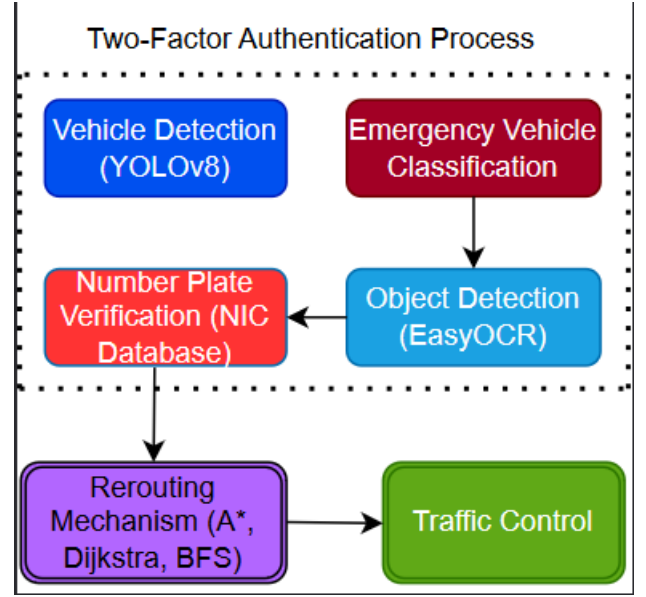 Two-Factor Authentication Process
Vehicle Detection
(YOLOv8)
Emergency Vehicle
Classification
Number Plate
Verification (NIC
Database)
Object Detection
(EasyOCR)
Rerouting
Mechanism (A*,
Dijkstra, BFS)
Traffic Control